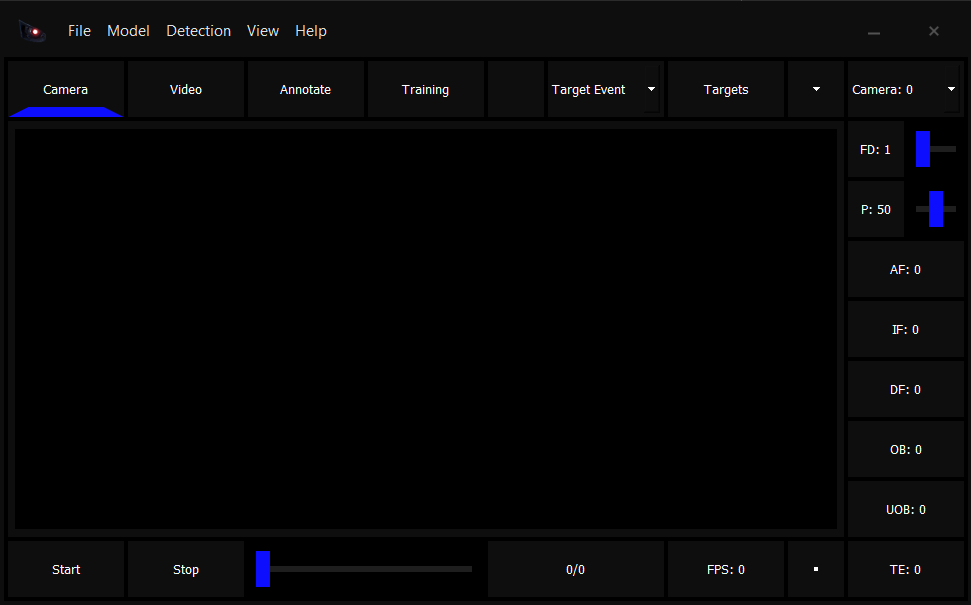 File Model Detection View Help
Camera Video Annotate Training Target Event Targets Camera: 0
FD: 1
P: 50
AF: 0
IF: 0
DF: 0
OB: 0
UOB: 0
Start Stop 0/0 FPS: 0 TE: 0